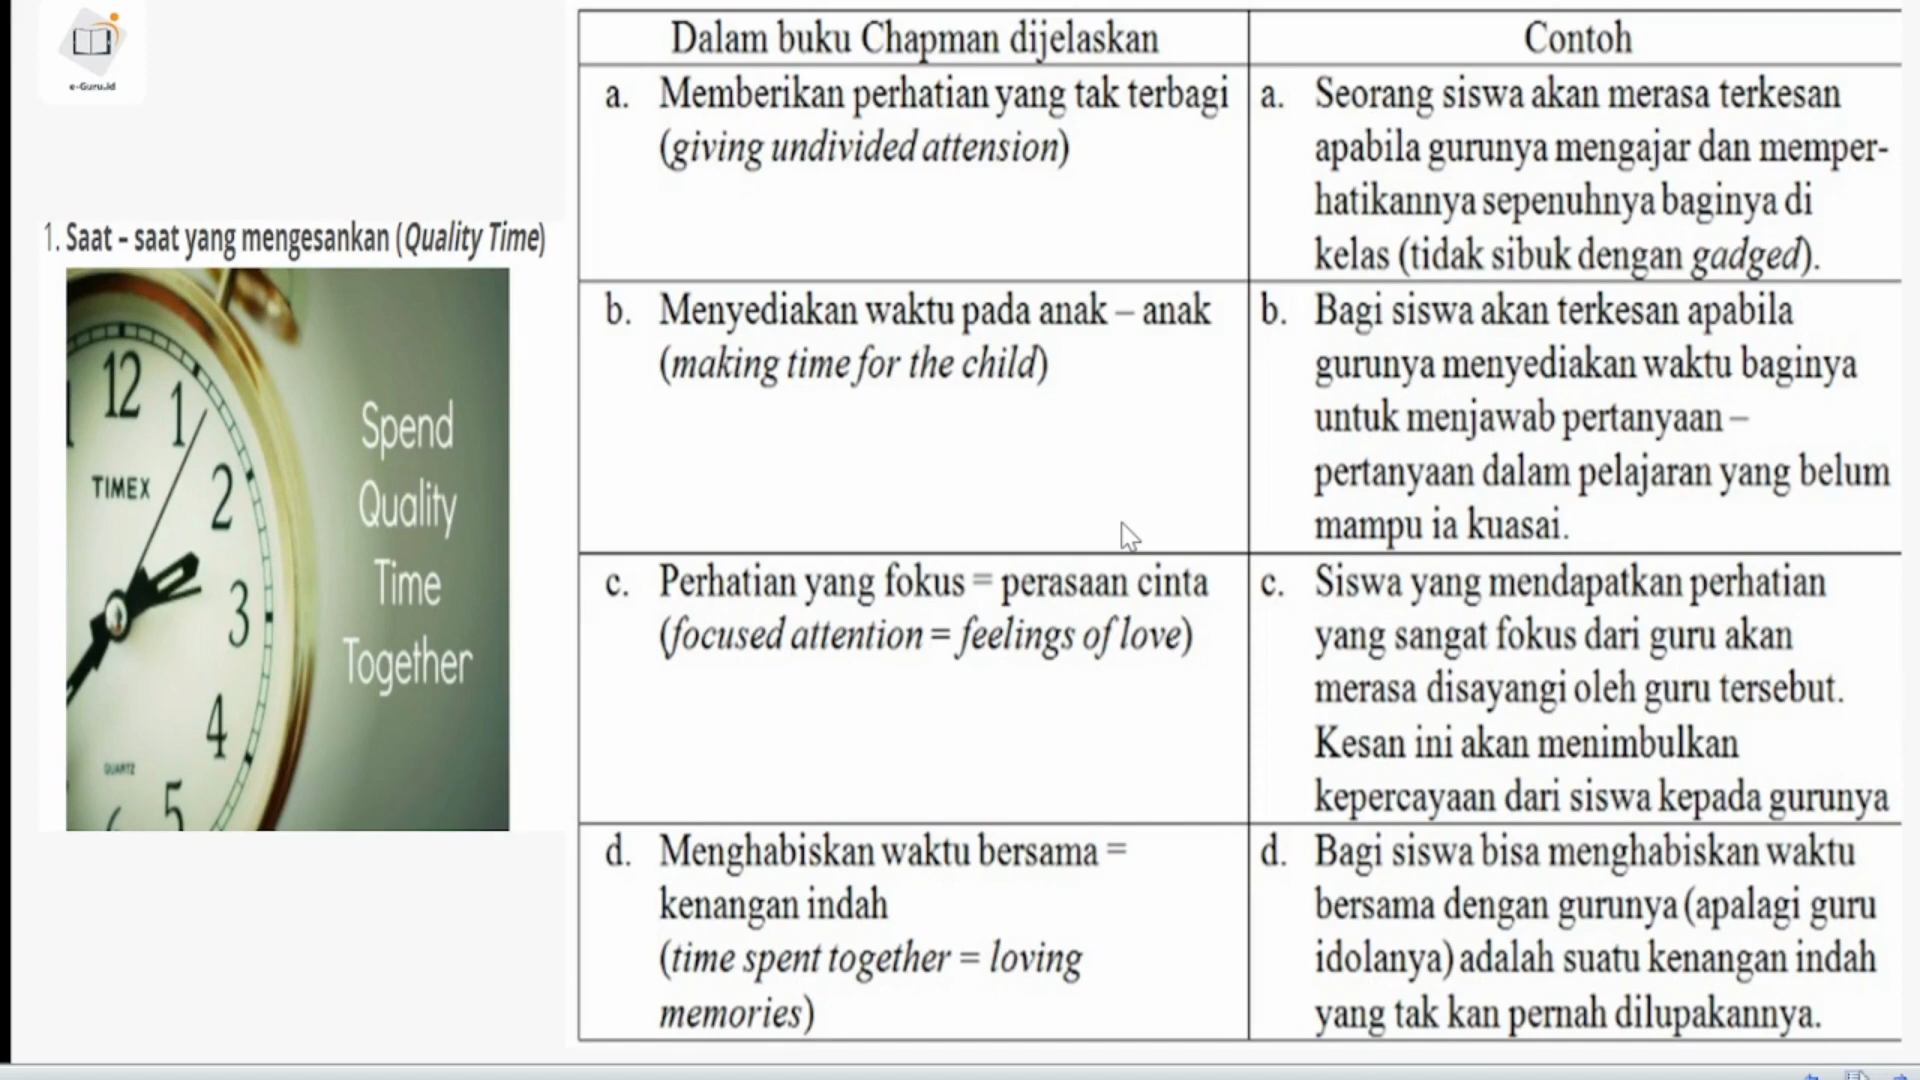 e-Guru.id
1. Saat - saat yang mengesankan (Quality Time)
12
1
2
3
4
5
TIMEX
QUARTZ
Spend
Quality
Time
Together
Dalam buku Chapman dijelaskan
Contoh
a. Memberikan perhatian yang tak terbagi
(giving undivided attension)
a. Seorang siswa akan merasa terkesan
apabila gurunya mengajar dan memper-
hatikannya sepenuhnya baginya di
kelas (tidak sibuk dengan gadged).
b. Menyediakan waktu pada anak – anak
(making time for the child)
b. Bagi siswa akan terkesan apabila
gurunya menyediakan waktu baginya
untuk menjawab pertanyaan –
pertanyaan dalam pelajaran yang belum
mampu ia kuasai.
c. Perhatian yang fokus = perasaan cinta
(focused attention = feelings of love)
c. Siswa yang mendapatkan perhatian
yang sangat fokus dari guru akan
merasa disayangi oleh guru tersebut.
Kesan ini akan menimbulkan
kepercayaan dari siswa kepada gurunya
d. Menghabiskan waktu bersama =
kenangan indah
(time spent together = loving
memories)
d. Bagi siswa bisa menghabiskan waktu
bersama dengan gurunya (apalagi guru
idolanya) adalah suatu kenangan indah
yang tak kan pernah dilupakannya.